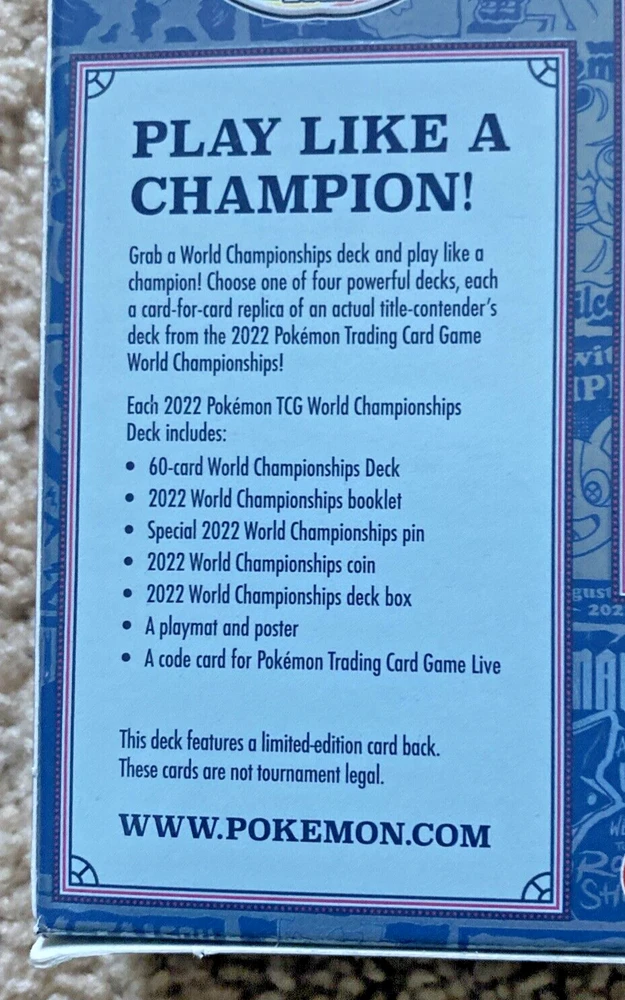 PLAY LIKE A
CHAMPION!
Grab a World Championships deck and play like a
champion! Choose one of four powerful decks, each
a card-for-card replica of an actual title-contender's
deck from the 2022 Pokémon Trading Card Game
World Championships!
Each 2022 Pokémon TCG World Championships
Deck includes:
• 60-card World Championships Deck
• 2022 World Championships booklet
• Special 2022 World Championships pin
• 2022 World Championships coin
• 2022 World Championships deck box
• A playmat and poster
• A code card for Pokémon Trading Card Game Live
This deck features a limited-edition card back.
These cards are not tournament legal.
WWW.POKEMON.COM